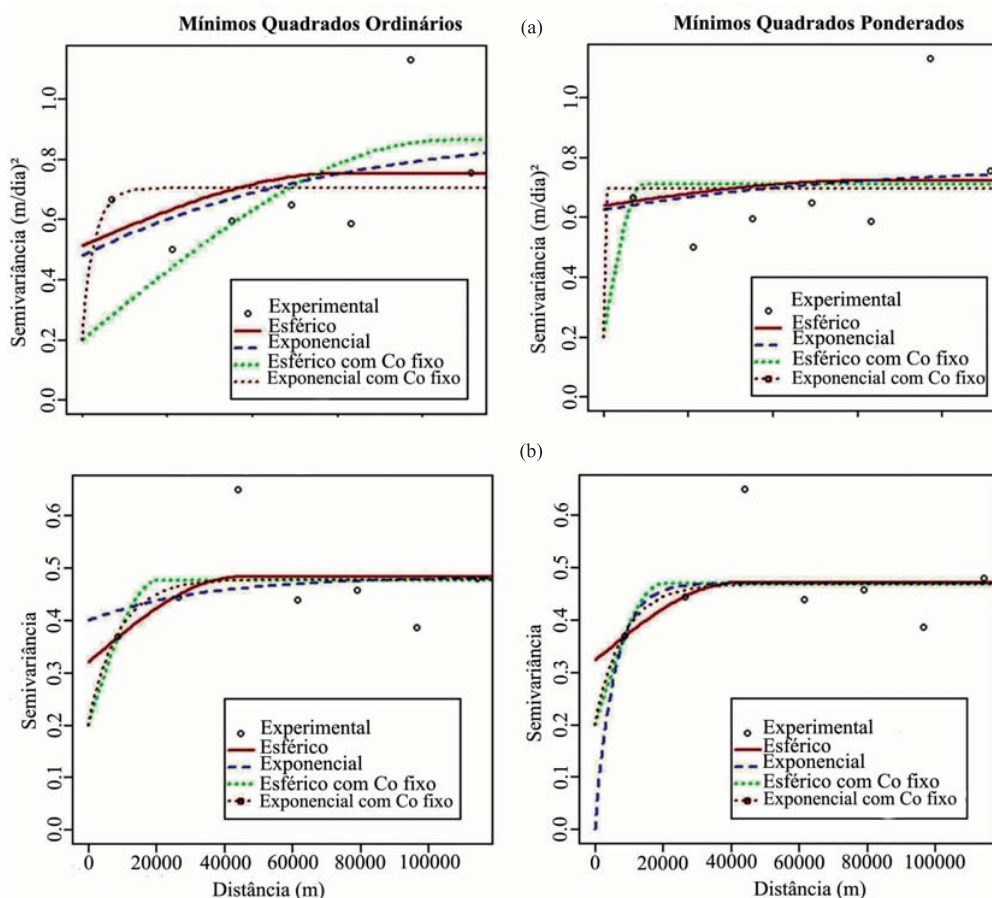 Mínimos Quadrados Ordinários
(a)
Mínimos Quadrados Ponderados
Semivariância (m/dia)²
0.0 0.2 0.4 0.6 0.8 1.0
Experimental
Esférico
Exponencial
Esférico com Co fixo
Exponencial com Co fixo
Semivariância (m/dia)²
0.0 0.2 0.4 0.6 0.8 1.0
Experimental
Esférico
Exponencial
Esférico com Co fixo
Exponencial com Co fixo
(b)
Semivariância
0.0 0.1 0.2 0.3 0.4 0.5 0.6
Experimental
Esférico
Exponencial
Esférico com Co fixo
Exponencial com Co fixo
0 20000 40000 60000 80000 100000
Distância (m)
Semivariância
0.0 0.1 0.2 0.3 0.4 0.5 0.6
Experimental
Esférico
Exponencial
Esférico com Co fixo
Exponencial com Co fixo
0 20000 40000 60000 80000 100000
Distância (m)